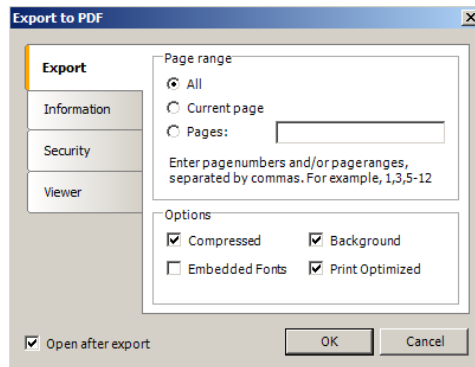 Export to PDF
Export
Information
Security
Viewer
Page range
All
Current page
Pages:
Enter pagenumbers and/or pageranges,
separated by commas. For example, 1,3,5-12
Options
Compressed
Background
Embedded Fonts
Print Optimized
Open after export
OK
Cancel